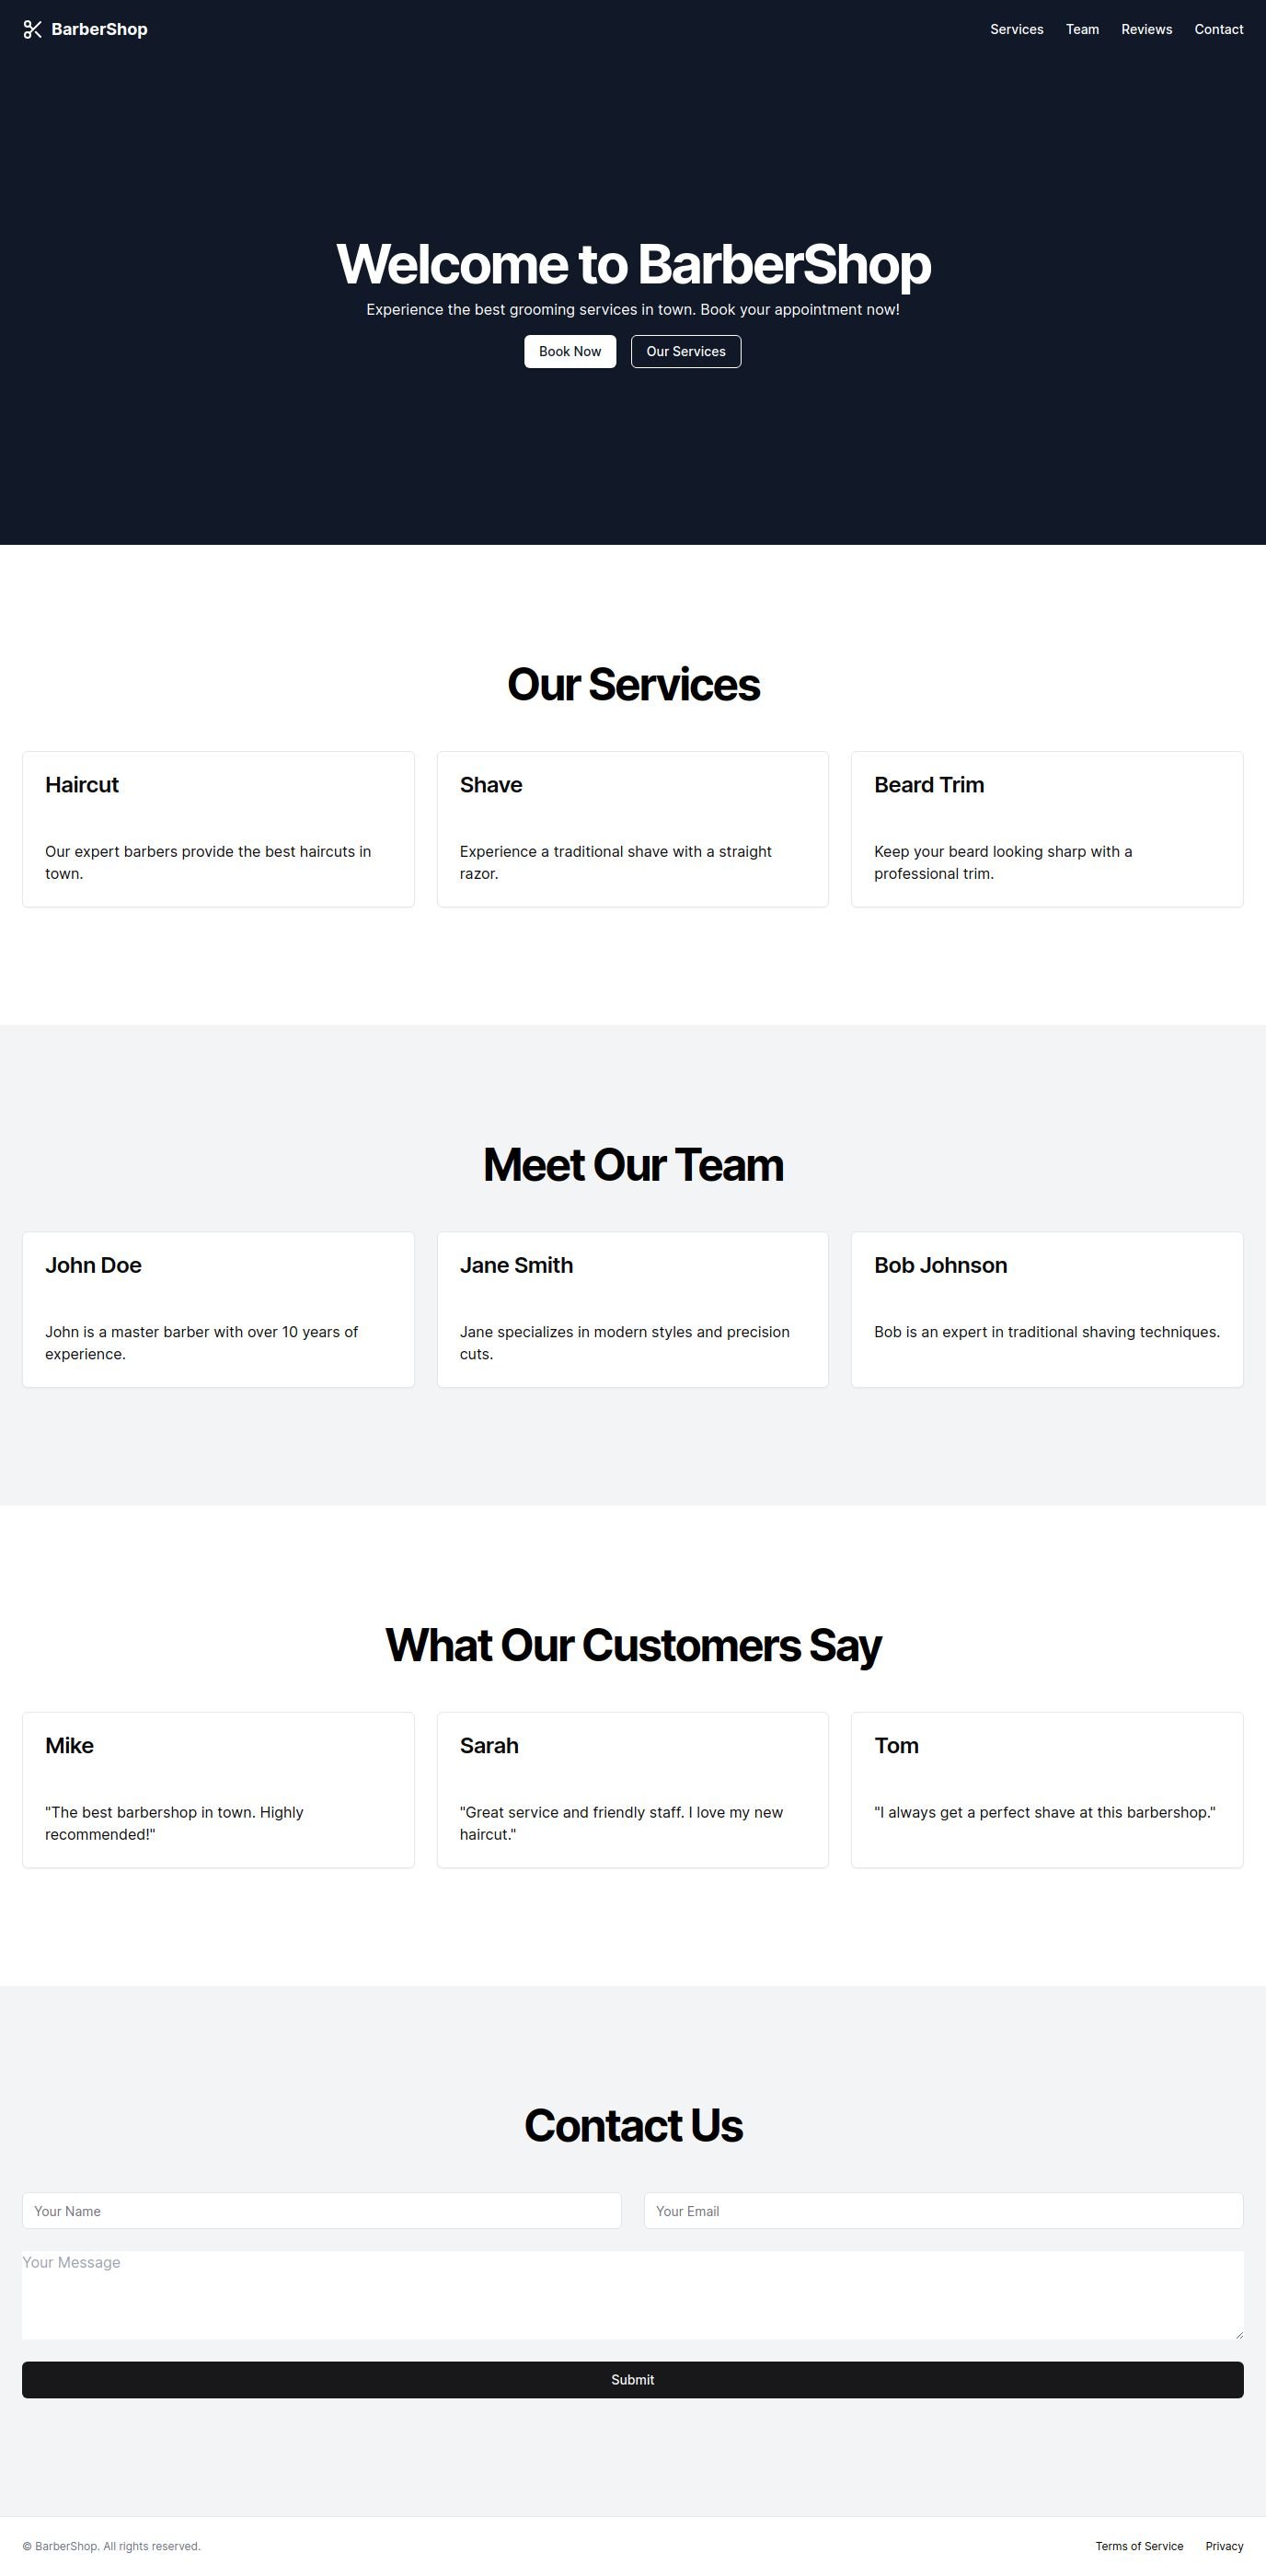 BarberShop
Services
Team
Reviews
Contact
Welcome to BarberShop
Experience the best grooming services in town. Book your appointment now!
Book Now
Our Services
Our Services
Haircut
Our expert barbers provide the best haircuts in
town.
Shave
Experience a traditional shave with a straight
razor.
Beard Trim
Keep your beard looking sharp with a
professional trim.
Meet Our Team
John Doe
John is a master barber with over 10 years of
experience.
Jane Smith
Jane specializes in modern styles and precision
cuts.
Bob Johnson
Bob is an expert in traditional shaving techniques.
What Our Customers Say
Mike
"The best barbershop in town. Highly
recommended!"
Sarah
"Great service and friendly staff. I love my new
haircut."
Tom
"I always get a perfect shave at this barbershop."
Contact Us
Your Name
Your Email
Your Message
Submit
© BarberShop. All rights reserved.
Terms of Service
Privacy